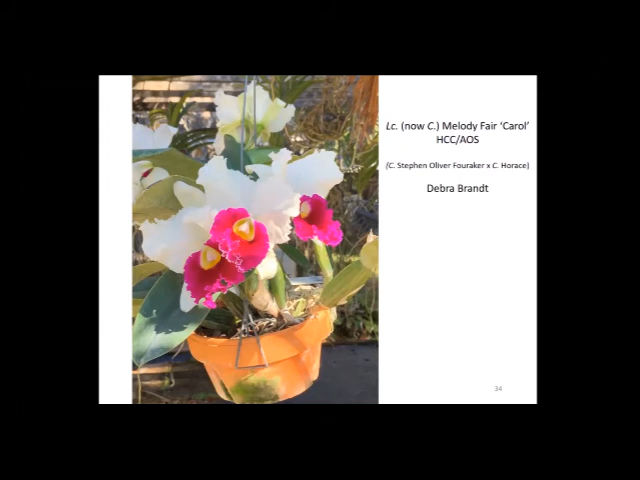 Lc. (now C.) Melody Fair ‘Carol’
HCC/AOS
(C. Stephen Oliver Fouraker x C. Horace)
Debra Brandt
34